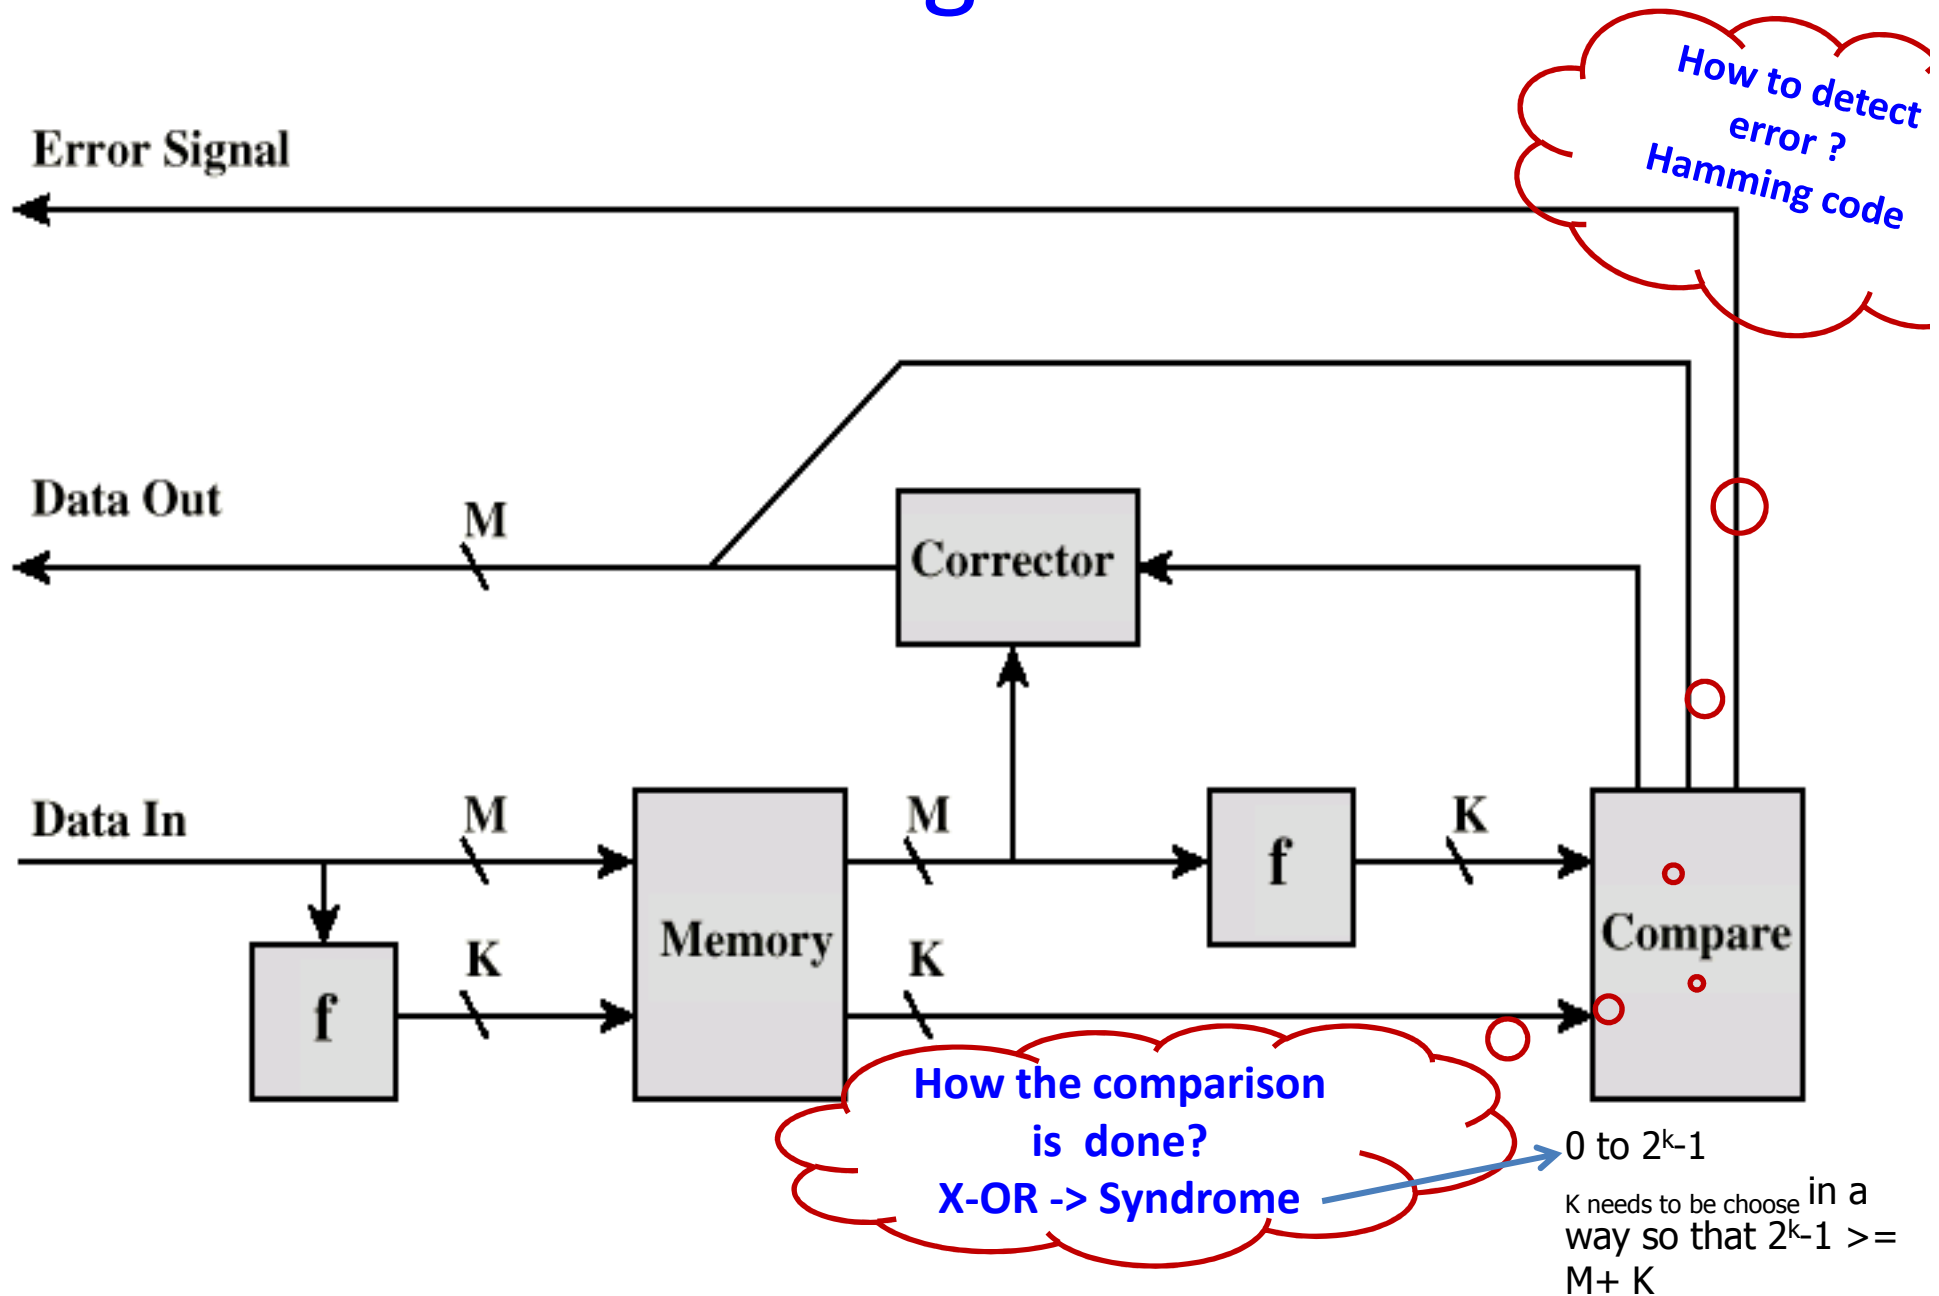 How to detect
error ?
Hamming code
Error Signal
Data Out
M
Corrector
Data In
M
M
f
K
Memory
Compare
f
K
K
How the comparison
is done?
X-OR -> Syndrome
0 to 2ᵏ-1
K needs to be choose in a
way so that 2ᵏ-1 >=
M+ K